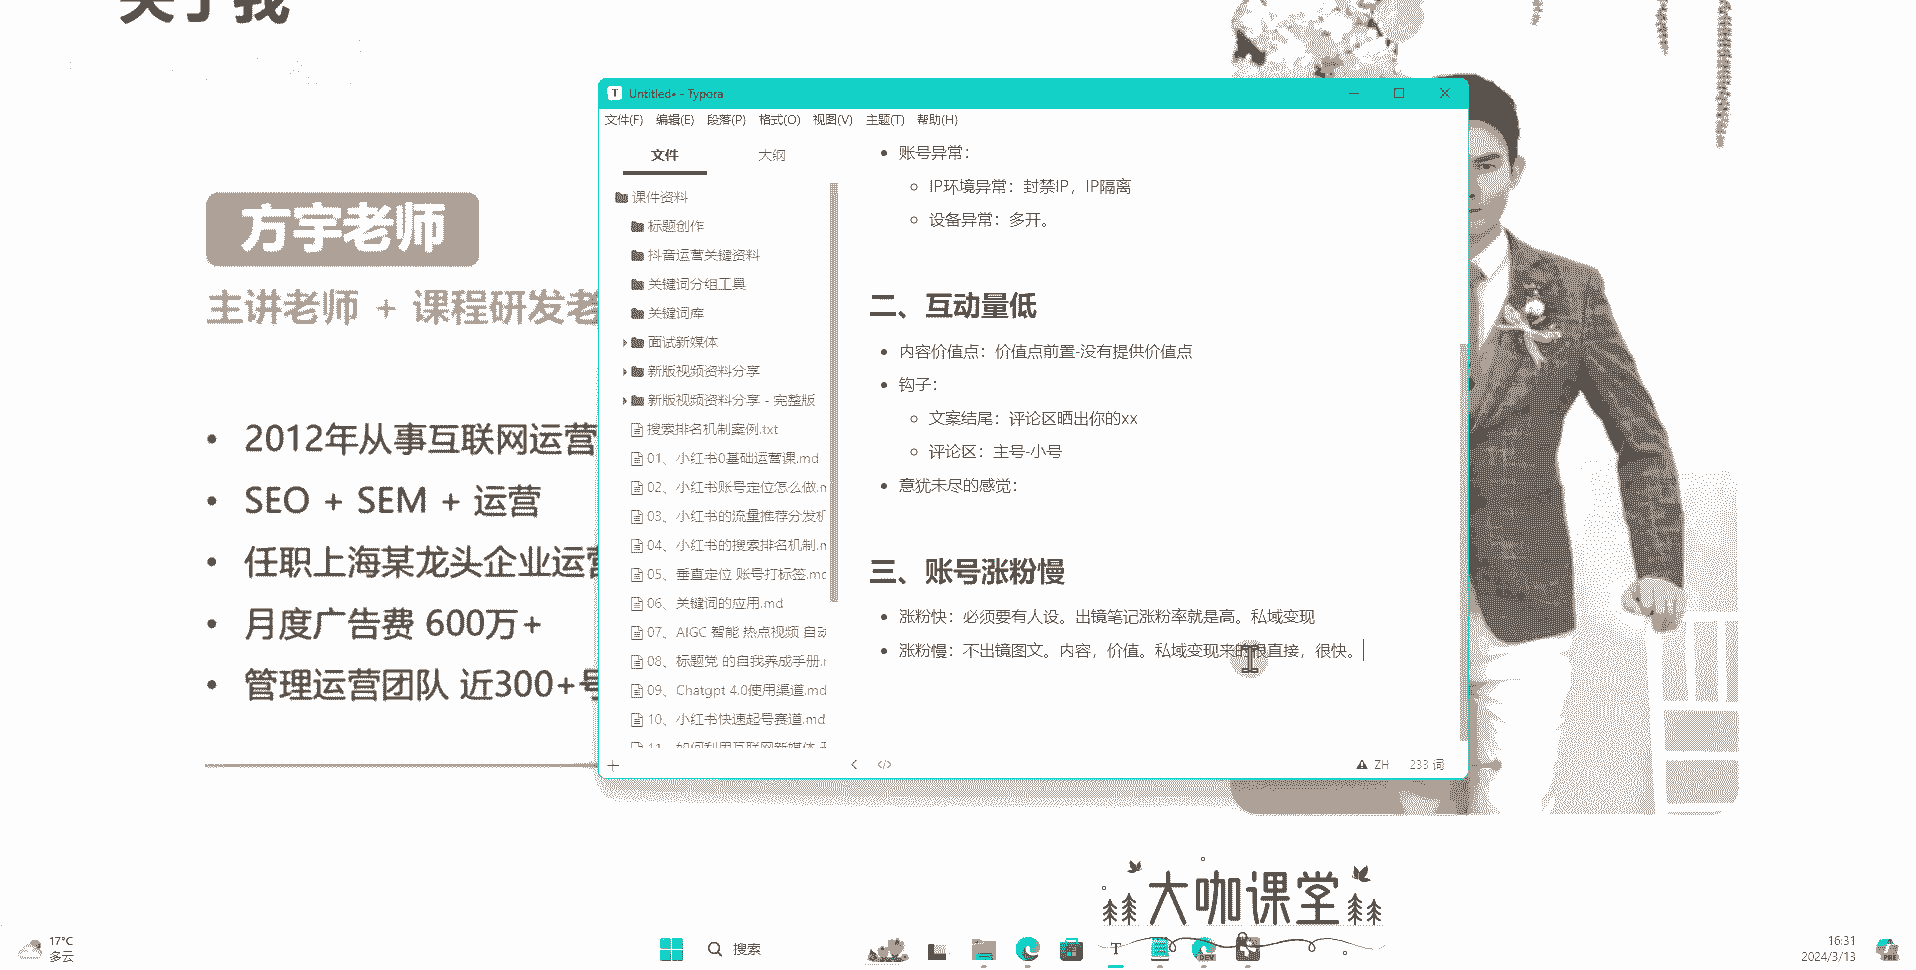 关于我
方宇老师
主讲老师 + 课程研发老
2012年从事互联网运营
SEO + SEM + 运营
任职上海某龙头企业运营
月度广告费 600万+
管理运营团队 近300+号
Untitled• - Typora
文件(F) 编辑(E) 段落(P) 格式(O) 视图(V) 主题(T) 帮助(H)
文件 大纲
课件资料
标题创作
抖音运营关键资料
关键词分组工具
关键词库
面试新媒体
新版视频资料分享
新版视频资料分享 - 完整版
搜索排名机制案例.txt
01、小红书0基础运营课.md
02、小红书账号定位怎么做.m
03、小红书的流量推荐分发机
04、小红书的搜索排名机制.m
05、垂直定位 账号打标签.md
06、关键词的应用.md
07、AIGC 智能 热点视频 自动
08、标题党 的自我养成手册.m
09、Chatgpt 4.0使用渠道.md
10、小红书快速起号赛道.md
11、如何利用互联网新媒体
账号异常：
IP环境异常：封禁IP，IP隔离
设备异常：多开。
二、互动量低
内容价值点：价值点前置-没有提供价值点
钩子：
文案结尾：评论区晒出你的xx
评论区：主号-小号
意犹未尽的感觉：
三、账号涨粉慢
涨粉快：必须要有人设。出镜笔记涨粉率就是高。私域变现
涨粉慢：不出镜图文。内容，价值。私域变现来的很直接，很快。
ZH 233 词
大咖课堂
17°C
多云
搜索
T
DEV
16:31
2024/3/13
PRE